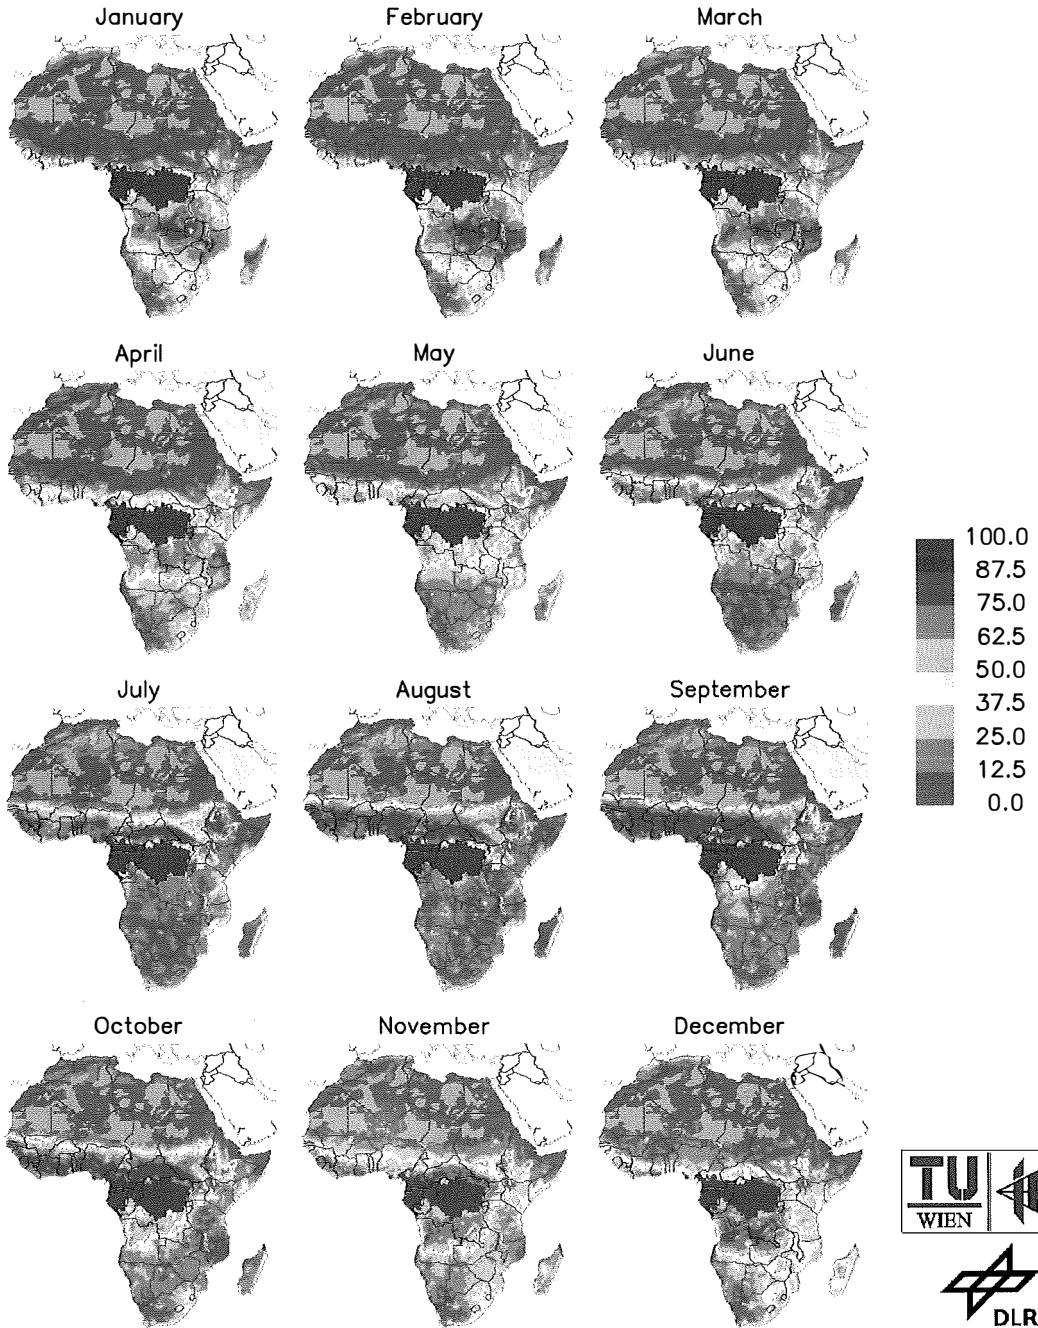 January
February
March
April
May
June
100.0
87.5
75.0
62.5
50.0
37.5
25.0
12.5
0.0
July
August
September
October
November
December
TU
WIEN
DLR